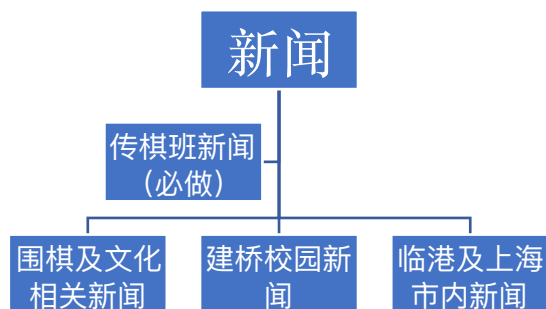 新闻
传棋班新闻
（必做）
围棋及文化
相关新闻
建桥校园新
闻
临港及上海
市内新闻